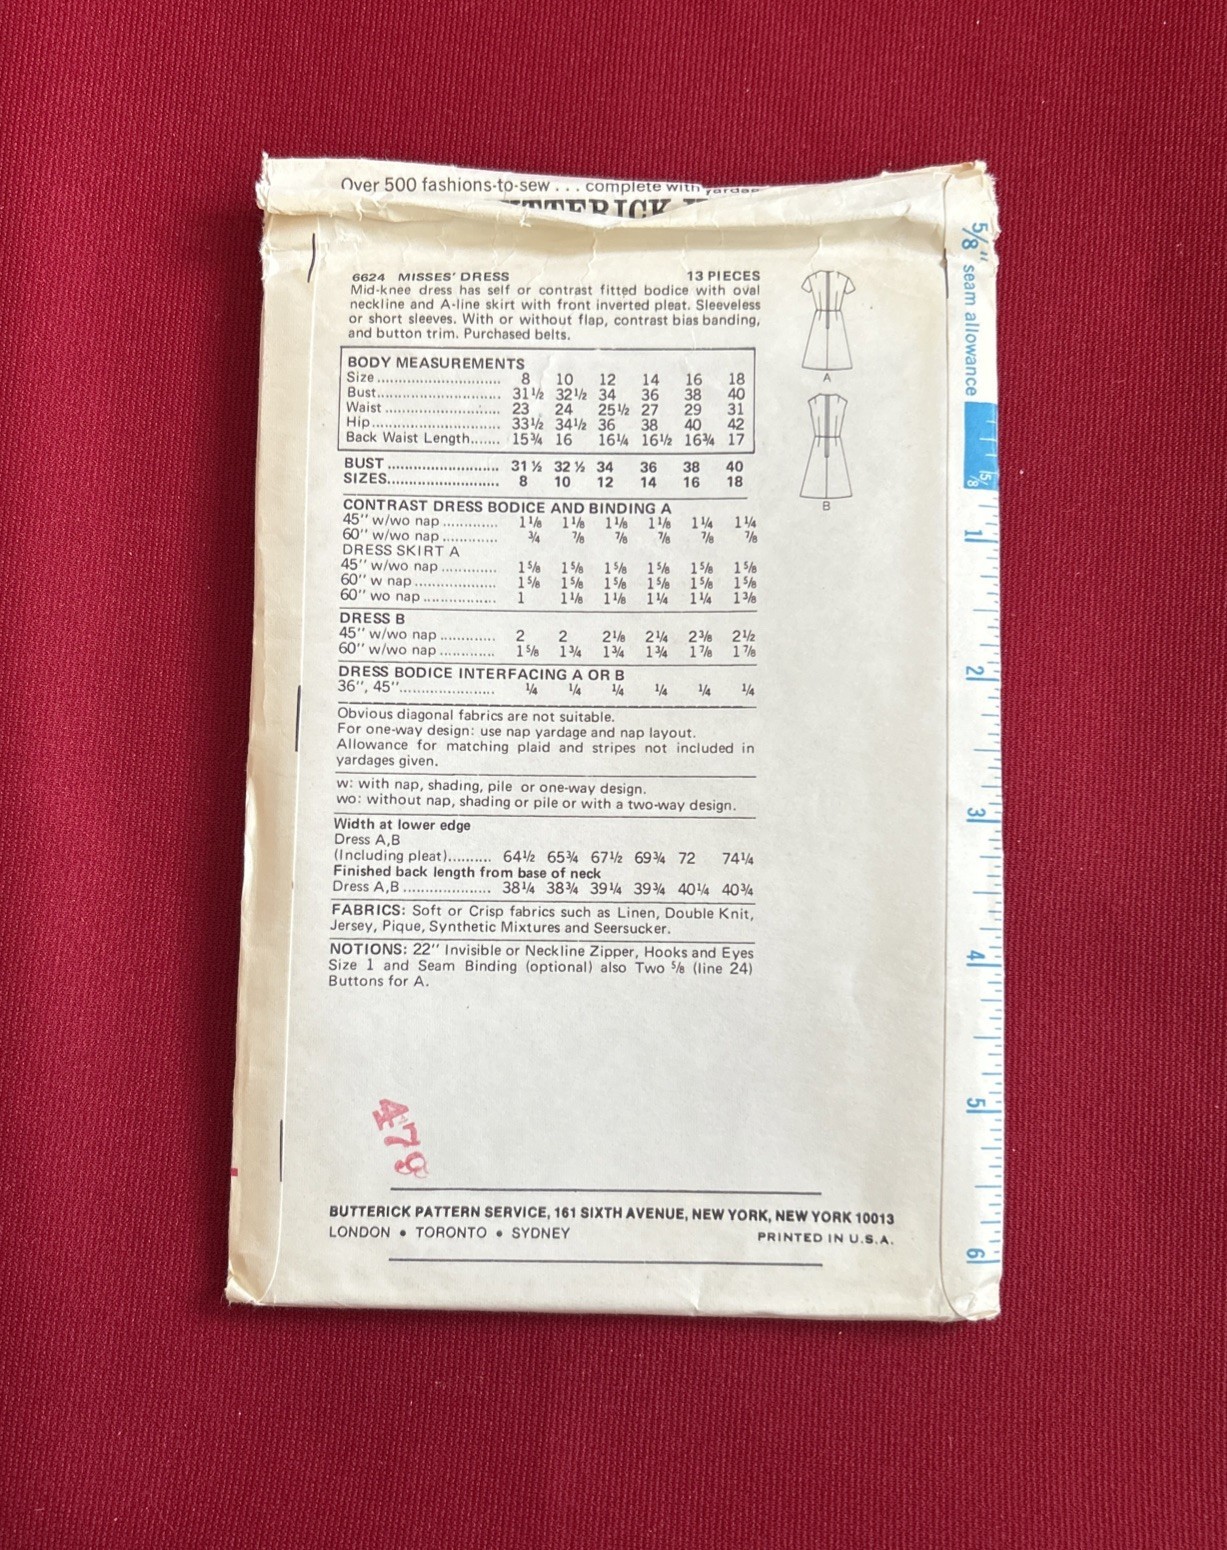 Over 500 fashions-to-sew . . . complete with yardage
BUTTERICK
6624 MISSES' DRESS 13 PIECES
Mid-knee dress has self or contrast fitted bodice with oval
neckline and A-line skirt with front inverted pleat. Sleeveless
or short sleeves. With or without flap, contrast bias banding,
and button trim. Purchased belts.
BODY MEASUREMENTS
Size 8 10 12 14 16 18
Bust 31½ 32½ 34 36 38 40
Waist 23 24 25½ 27 29 31
Hip 33½ 34½ 36 38 40 42
Back Waist Length 15¾ 16 16¼ 16½ 16¾ 17
BUST 31 ½ 32 ½ 34 36 38 40
SIZES 8 10 12 14 16 18
CONTRAST DRESS BODICE AND BINDING A
45" w/wo nap 1⅛ 1⅛ 1⅛ 1⅛ 1¼ 1¼
60" w/wo nap ¾ ⅞ ⅞ ⅞ ⅞ ⅞
DRESS SKIRT A
45" w/wo nap 1⅝ 1⅝ 1⅝ 1⅝ 1⅝ 1⅝
60" w nap 1⅝ 1⅝ 1⅝ 1⅝ 1⅝ 1⅝
60" wo nap 1 1⅛ 1⅛ 1¼ 1¼ 1⅜
DRESS B
45" w/wo nap 2 2 2⅛ 2¼ 2⅜ 2½
60" w/wo nap 1⅝ 1¾ 1¾ 1¾ 1⅞ 1⅞
DRESS BODICE INTERFACING A OR B
36", 45" ¼ ¼ ¼ ¼ ¼ ¼
Obvious diagonal fabrics are not suitable.
For one-way design: use nap yardage and nap layout.
Allowance for matching plaid and stripes not included in
yardages given.
w: with nap, shading, pile or one-way design.
wo: without nap, shading or pile or with a two-way design.
Width at lower edge
Dress A,B
(Including pleat) 64½ 65¾ 67½ 69¾ 72 74¼
Finished back length from base of neck
Dress A,B 38¼ 38¾ 39¼ 39¾ 40¼ 40¾
FABRICS: Soft or Crisp fabrics such as Linen, Double Knit,
Jersey, Pique, Synthetic Mixtures and Seersucker.
NOTIONS: 22" Invisible or Neckline Zipper, Hooks and Eyes
Size 1 and Seam Binding (optional) also Two ⅝ (line 24)
Buttons for A.
A
B
479
BUTTERICK PATTERN SERVICE, 161 SIXTH AVENUE, NEW YORK, NEW YORK 10013
LONDON • TORONTO • SYDNEY
PRINTED IN U.S.A.
5/8" seam allowance
5/8
1
2
3
4
5
6